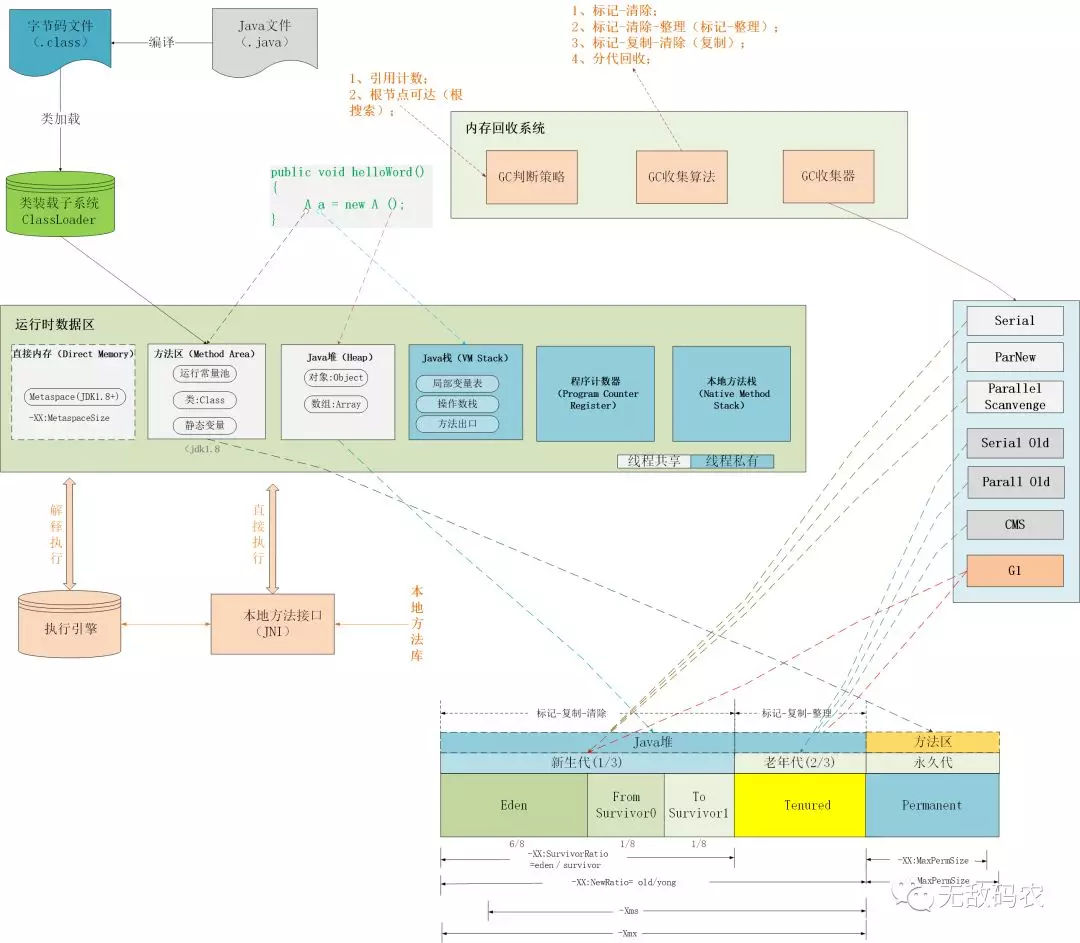 字节码文件
（.class）
编译
Java文件
（.java）
1、标记-清除;
2、标记-清除=整理（标记-整理）;
3、标记-复制-清除（复制）;
4、分代回收;
1、引用计数;
2、根节点可达（根
搜索）;
类加载
内存回收系统
GC判断策略
GC收集算法
GC收集器
类装载子系统
ClassLoader
public void helloWord()
{
A a = new A ();
}
运行时数据区
直接内存（Direct Memory）
Metaspace(JDK1.8+)
-XX:MetaspaceSize
方法区（Method Area）
运行常量池
类:Class
静态变量
<jdk1.8
Java堆（Heap）
对象:Object
数组:Array
Java栈（VM Stack）
局部变量表
操作数栈
方法出口
程序计数器
（Program Counter
Register）
本地方法栈
（Native Method
Stack）
线程共享
线程私有
Serial
ParNew
Parallel
Scanvenge
Serial Old
Parall Old
CMS
G1
解释执行
直接执行
执行引擎
本地方法接口
（JNI）
本地方法库
标记-复制-清除
标记-复制-整理
Java堆
方法区
新生代(1/3)
老年代(2/3)
永久代
Eden
From
Survivor0
To
Survivor1
Tenured
Permanent
6/8
1/8
1/8
-XX:SurvivorRatio
=eden/survivor
-XX:MaxPermSize
-XX:NewRatio= old/yong
MaxPermSize
-Xms
-Xmx
无敌码农